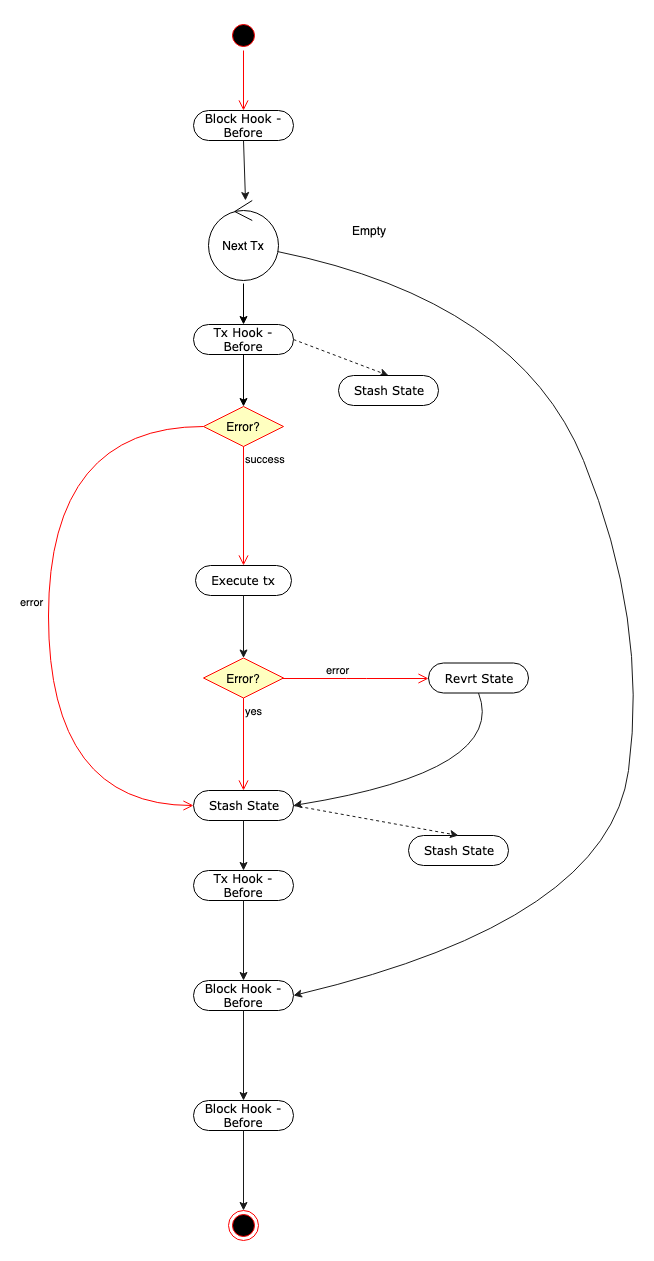 Block Hook -
Before
Empty
Next Tx
Tx Hook -
Before
Stash State
Error?
success
Execute tx
error
Error?
error
Revrt State
yes
Stash State
Stash State
Tx Hook -
Before
Block Hook -
Before
Block Hook -
Before